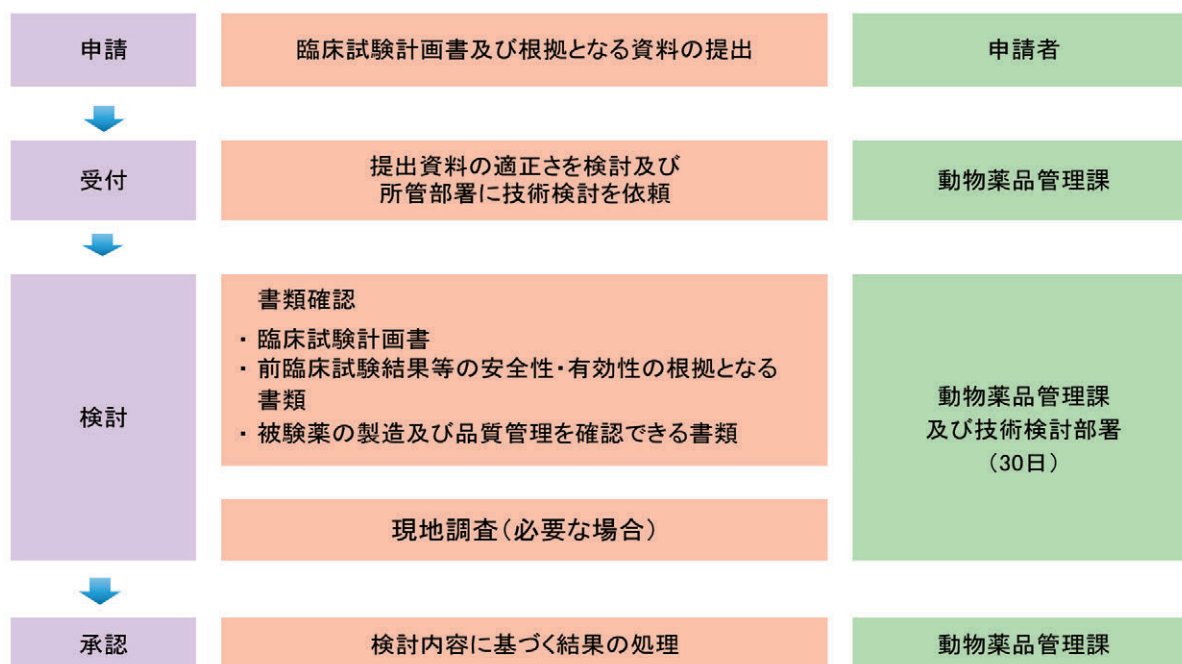 申請
臨床試験計画書及び根拠となる資料の提出
申請者
受付
提出資料の適正さを検討及び
所管部署に技術検討を依頼
動物薬品管理課
検討
書類確認
・ 臨床試験計画書
・ 前臨床試験結果等の安全性・有効性の根拠となる
書類
・ 被験薬の製造及び品質管理を確認できる書類
現地調査（必要な場合）
動物薬品管理課
及び技術検討部署
（30日）
承認
検討内容に基づく結果の処理
動物薬品管理課